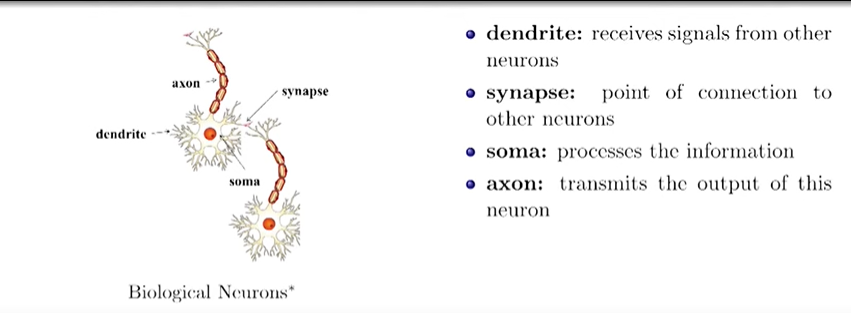 axon
synapse
dendrite
soma
Biological Neurons*
• dendrite: receives signals from other
neurons
• synapse: point of connection to
other neurons
• soma: processes the information
• axon: transmits the output of this
neuron